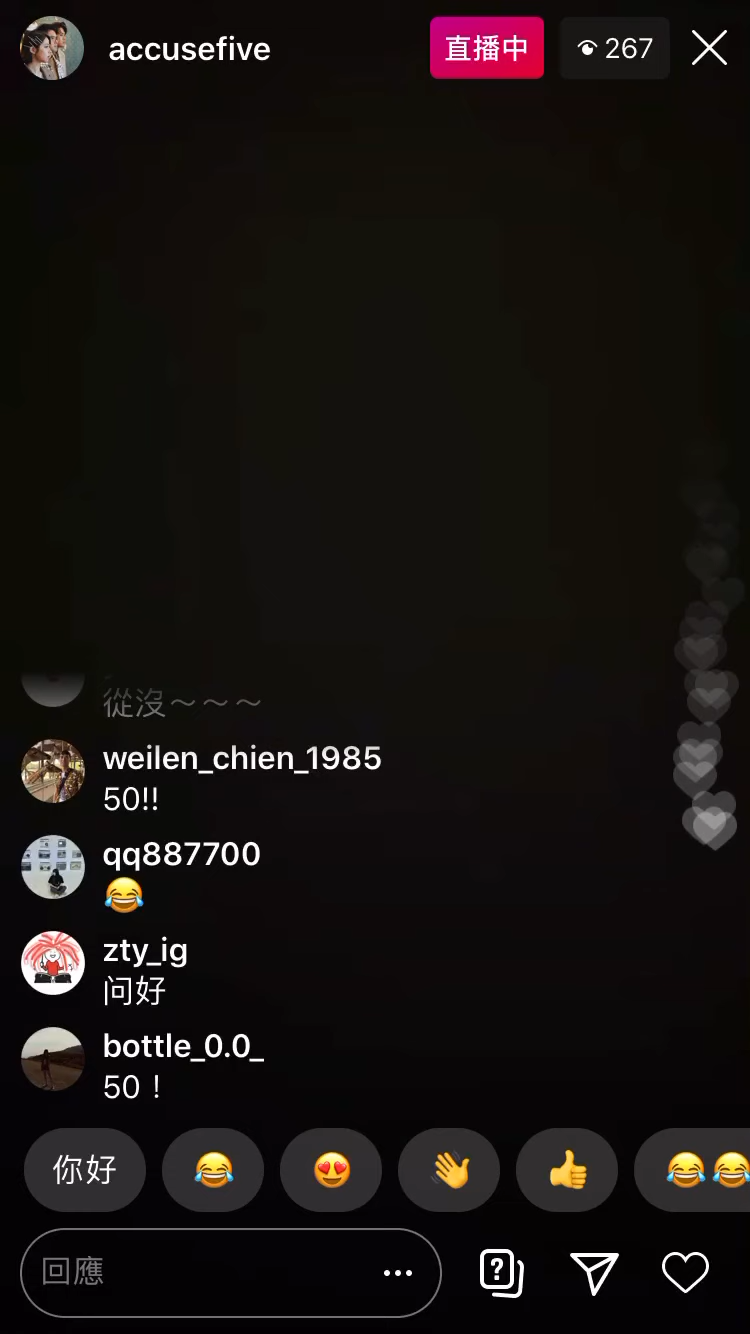 accusefive
直播中
267
從沒～～～
weilen_chien_1985
50!!
qq887700
😂
zty_ig
问好
bottle_0.0_
50！
你好
😂
😍
👋
👍
😂😂
回應